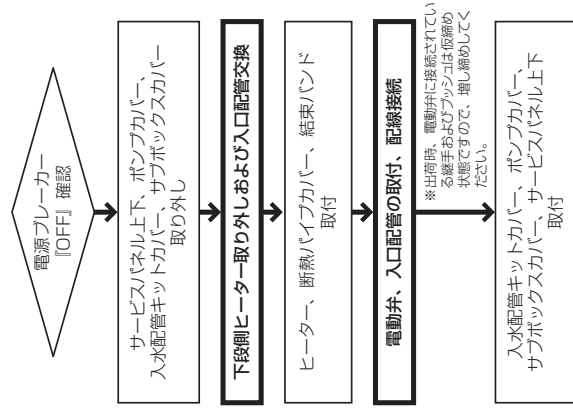 電源ブレーカー
『OFF』確認
サービスパネル上下、ポンプカバー、
入水配管キットカバー、サブボックスカバー
取り外し
下段側ヒーター取り外しおよび入口配管交換
ヒーター、断熱パイプカバー、結束バンド
取付
電動弁、入口配管の取付、配線接続
※出荷時、電動弁に接続されてい
る継手およびブッシュは仮締め
状態ですので、増し締めしてく
ださい。
入水配管キットカバー、ポンプカバー、
サブボックスカバー、サービスパネル上下
取付